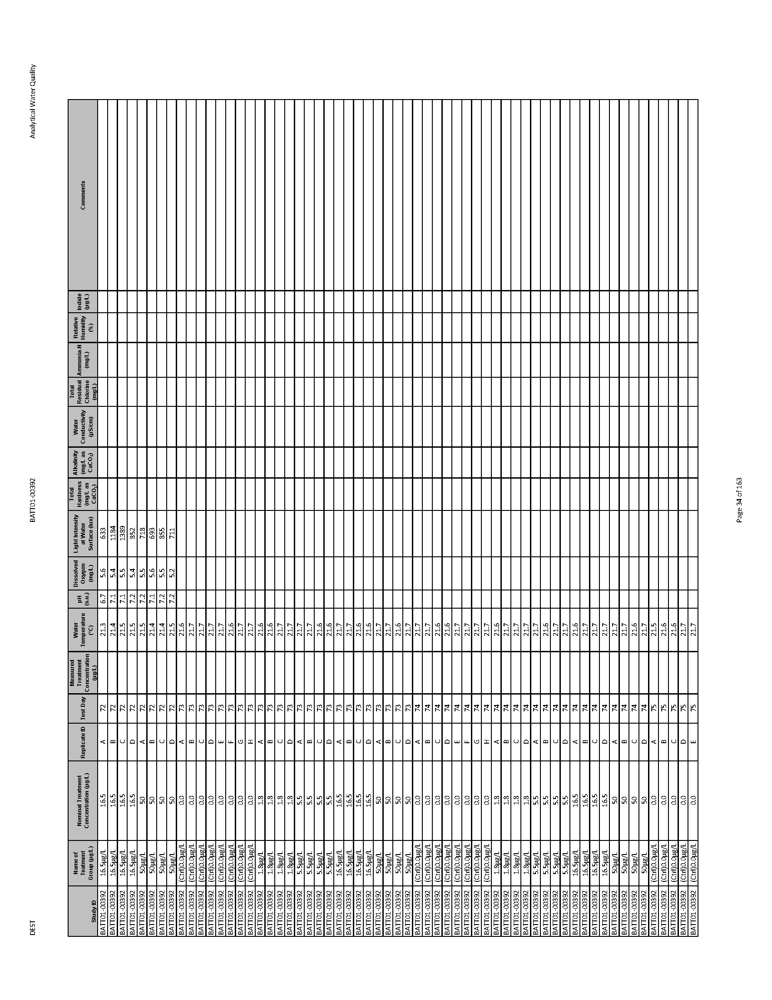 DEST BATT01-00392 Analytical Water Quality
Study ID | Name of Treatment Group (µg/L) | Nominal Treatment Concentration (µg/L) | Replicate ID | Test Day | Measured Treatment Concentration (µg/L) | Water Temperature (°C) | pH (s.u.) | Dissolved Oxygen (mg/L) | Light Intensity at Water Surface (lux) | Total Hardness (mg/L as CaCO₃) | Alkalinity (mg/L as CaCO₃) | Water Conductivity (µS/cm) | Total Residual Chlorine (mg/L) | Ammonia-N (mg/L) | Relative Humidity (%) | Iodide (µg/L) | Comments
BATT01-00392 16.5µg/L 16.5 A 72 21.3 6.7 5.6 633
BATT01-00392 16.5µg/L 16.5 B 72 21.4 7.1 5.4 1184
BATT01-00392 16.5µg/L 16.5 C 72 21.5 7.1 5.5 1389
BATT01-00392 16.5µg/L 16.5 D 72 21.5 7.2 5.4 852
BATT01-00392 50µg/L 50 A 72 21.5 7.2 5.5 718
BATT01-00392 50µg/L 50 B 72 21.4 7.1 5.6 693
BATT01-00392 50µg/L 50 C 72 21.4 7.2 5.5 855
BATT01-00392 50µg/L 50 D 72 21.5 7.2 5.2 711
BATT01-00392 (Ctrl)0.0µg/L 0.0 A 73 21.6
BATT01-00392 (Ctrl)0.0µg/L 0.0 B 73 21.7
BATT01-00392 (Ctrl)0.0µg/L 0.0 C 73 21.7
BATT01-00392 (Ctrl)0.0µg/L 0.0 D 73 21.7
BATT01-00392 (Ctrl)0.0µg/L 0.0 E 73 21.7
BATT01-00392 (Ctrl)0.0µg/L 0.0 F 73 21.6
BATT01-00392 (Ctrl)0.0µg/L 0.0 G 73 21.7
BATT01-00392 (Ctrl)0.0µg/L 0.0 H 73 21.7
BATT01-00392 1.8µg/L 1.8 A 73 21.6
BATT01-00392 1.8µg/L 1.8 B 73 21.6
BATT01-00392 1.8µg/L 1.8 C 73 21.7
BATT01-00392 1.8µg/L 1.8 D 73 21.7
BATT01-00392 5.5µg/L 5.5 A 73 21.7
BATT01-00392 5.5µg/L 5.5 B 73 21.7
BATT01-00392 5.5µg/L 5.5 C 73 21.6
BATT01-00392 5.5µg/L 5.5 D 73 21.6
BATT01-00392 16.5µg/L 16.5 A 73 21.7
BATT01-00392 16.5µg/L 16.5 B 73 21.7
BATT01-00392 16.5µg/L 16.5 C 73 21.6
BATT01-00392 16.5µg/L 16.5 D 73 21.6
BATT01-00392 50µg/L 50 A 73 21.7
BATT01-00392 50µg/L 50 B 73 21.7
BATT01-00392 50µg/L 50 C 73 21.6
BATT01-00392 50µg/L 50 D 73 21.7
BATT01-00392 (Ctrl)0.0µg/L 0.0 A 74 21.7
BATT01-00392 (Ctrl)0.0µg/L 0.0 B 74 21.7
BATT01-00392 (Ctrl)0.0µg/L 0.0 C 74 21.6
BATT01-00392 (Ctrl)0.0µg/L 0.0 D 74 21.6
BATT01-00392 (Ctrl)0.0µg/L 0.0 E 74 21.7
BATT01-00392 (Ctrl)0.0µg/L 0.0 F 74 21.7
BATT01-00392 (Ctrl)0.0µg/L 0.0 G 74 21.7
BATT01-00392 (Ctrl)0.0µg/L 0.0 H 74 21.7
BATT01-00392 1.8µg/L 1.8 A 74 21.6
BATT01-00392 1.8µg/L 1.8 B 74 21.7
BATT01-00392 1.8µg/L 1.8 C 74 21.7
BATT01-00392 1.8µg/L 1.8 D 74 21.7
BATT01-00392 5.5µg/L 5.5 A 74 21.7
BATT01-00392 5.5µg/L 5.5 B 74 21.6
BATT01-00392 5.5µg/L 5.5 C 74 21.7
BATT01-00392 5.5µg/L 5.5 D 74 21.7
BATT01-00392 16.5µg/L 16.5 A 74 21.6
BATT01-00392 16.5µg/L 16.5 B 74 21.7
BATT01-00392 16.5µg/L 16.5 C 74 21.7
BATT01-00392 16.5µg/L 16.5 D 74 21.7
BATT01-00392 50µg/L 50 A 74 21.7
BATT01-00392 50µg/L 50 B 74 21.7
BATT01-00392 50µg/L 50 C 74 21.6
BATT01-00392 50µg/L 50 D 74 21.7
BATT01-00392 (Ctrl)0.0µg/L 0.0 A 75 21.5
BATT01-00392 (Ctrl)0.0µg/L 0.0 B 75 21.6
BATT01-00392 (Ctrl)0.0µg/L 0.0 C 75 21.6
BATT01-00392 (Ctrl)0.0µg/L 0.0 D 75 21.7
BATT01-00392 (Ctrl)0.0µg/L 0.0 E 75 21.7
Page 34 of 163